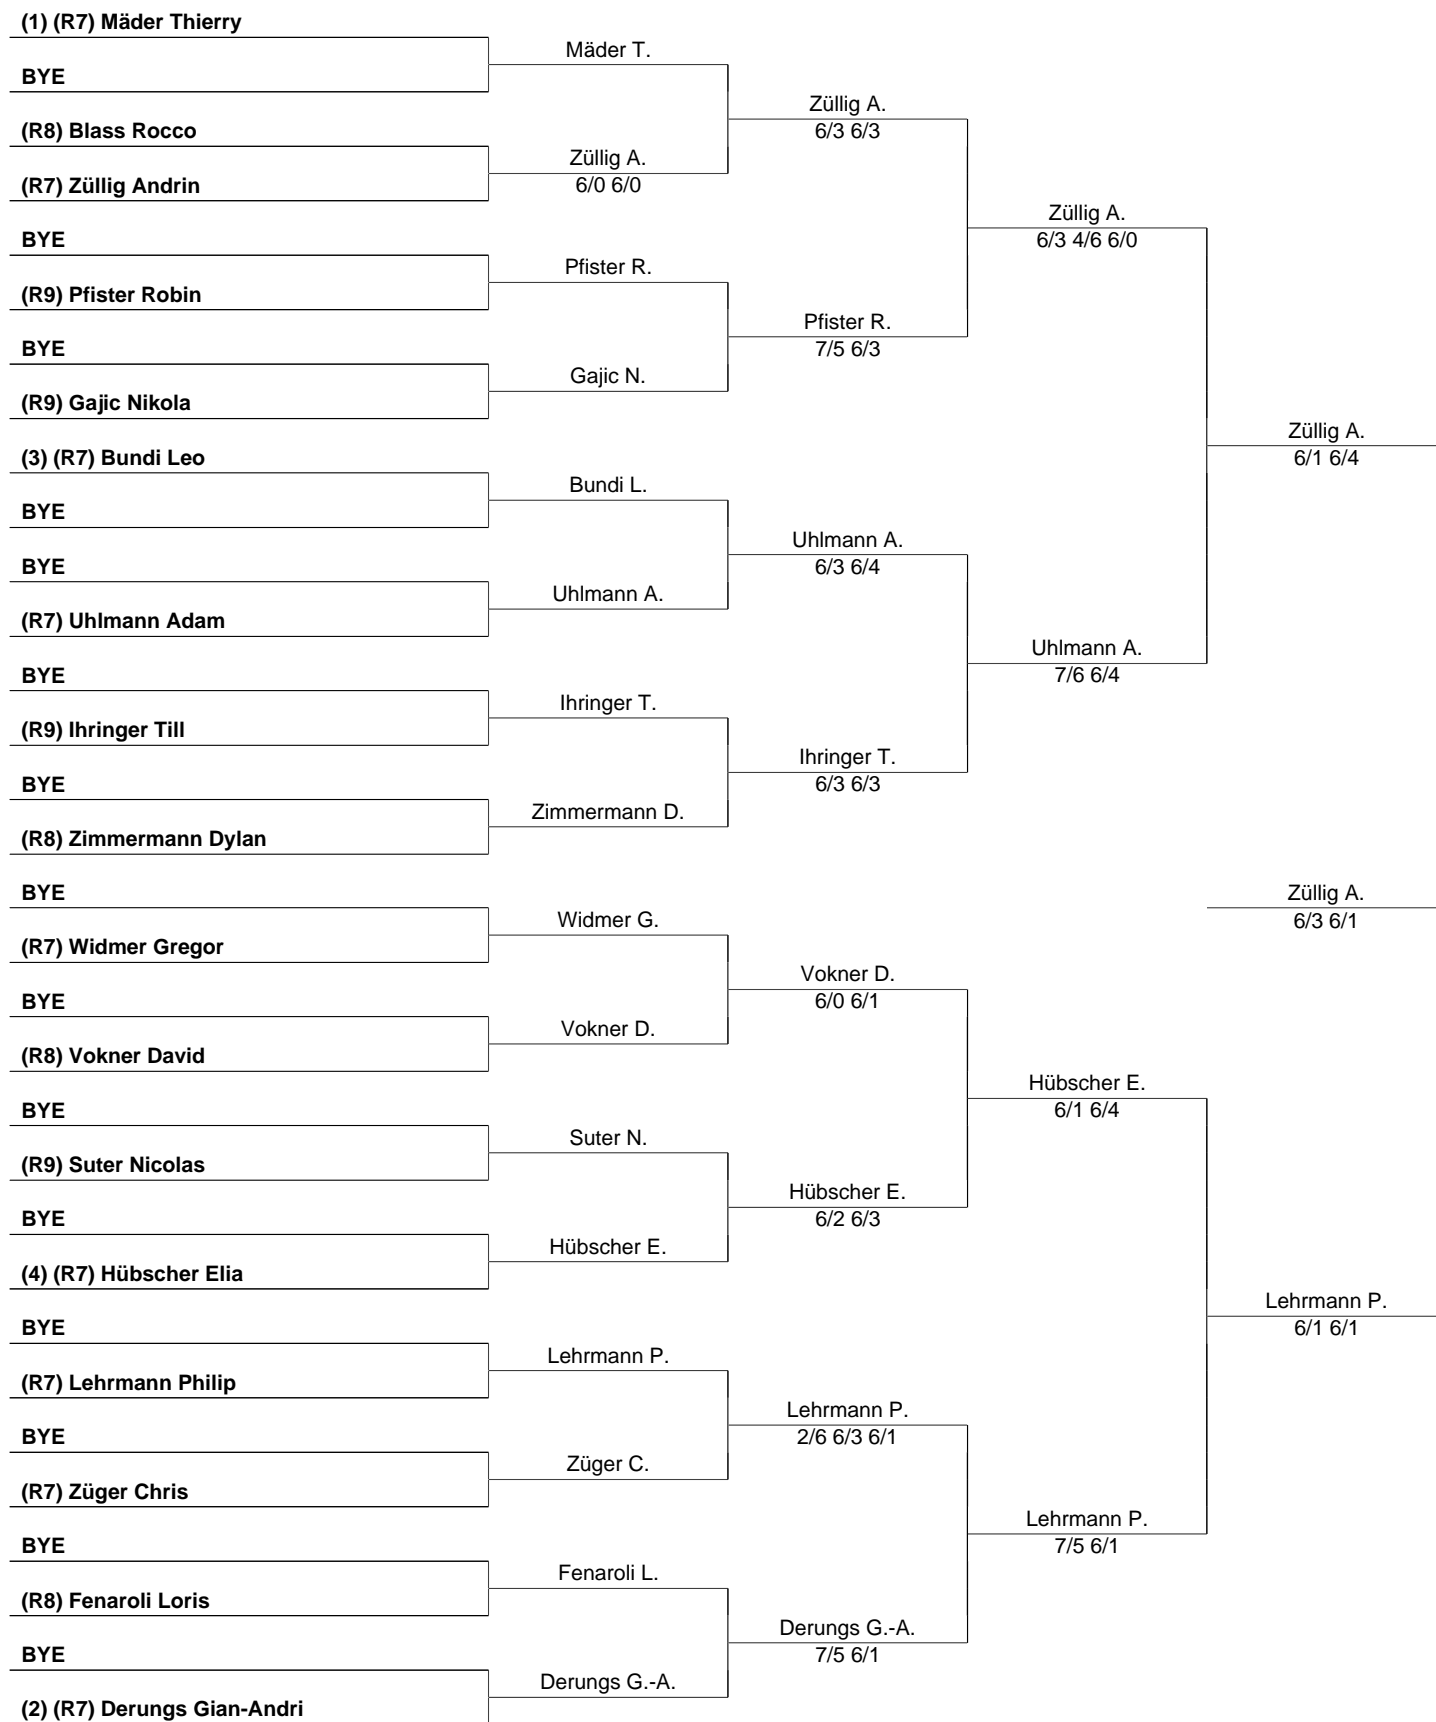 (1) (R7) Mäder Thierry
Mäder T.
BYE
Züllig A.
6/3 6/3
(R8) Blass Rocco
Züllig A.
6/0 6/0
(R7) Züllig Andrin
Züllig A.
6/3 4/6 6/0
BYE
Pfister R.
(R9) Pfister Robin
Pfister R.
7/5 6/3
BYE
Gajic N.
(R9) Gajic Nikola
Züllig A.
6/1 6/4
(3) (R7) Bundi Leo
Bundi L.
BYE
Uhlmann A.
6/3 6/4
BYE
Uhlmann A.
(R7) Uhlmann Adam
Uhlmann A.
7/6 6/4
BYE
Ihringer T.
(R9) Ihringer Till
Ihringer T.
6/3 6/3
BYE
Zimmermann D.
(R8) Zimmermann Dylan
BYE
Züllig A.
6/3 6/1
Widmer G.
(R7) Widmer Gregor
Vokner D.
6/0 6/1
BYE
Vokner D.
(R8) Vokner David
Hübscher E.
6/1 6/4
BYE
Suter N.
(R9) Suter Nicolas
Hübscher E.
6/2 6/3
BYE
Hübscher E.
(4) (R7) Hübscher Elia
Lehrmann P.
6/1 6/1
BYE
Lehrmann P.
(R7) Lehrmann Philip
Lehrmann P.
2/6 6/3 6/1
BYE
Züger C.
(R7) Züger Chris
Lehrmann P.
7/5 6/1
BYE
Fenaroli L.
(R8) Fenaroli Loris
Derungs G.-A.
7/5 6/1
BYE
Derungs G.-A.
(2) (R7) Derungs Gian-Andri